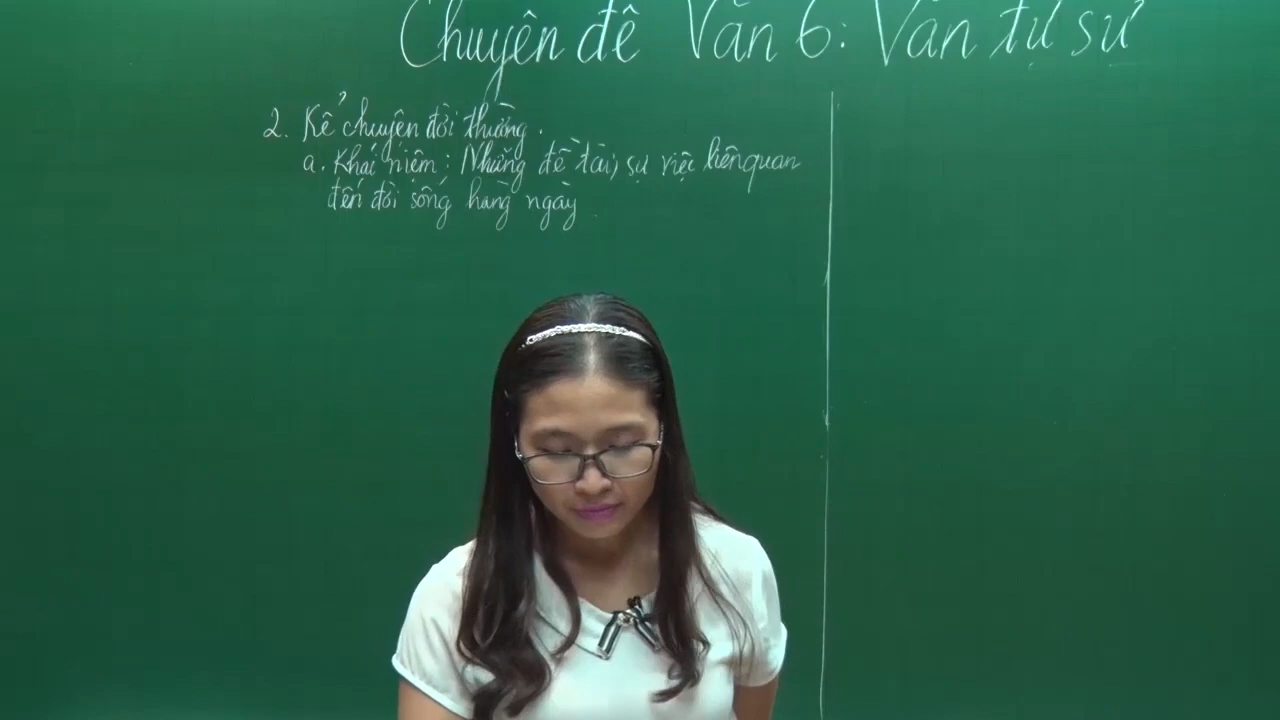 Chuyên đề Văn 6: Văn tự sự
2. Kể chuyện đời thường.
a. Khái niệm: Những đề tài, sự việc liên quan
đến đời sống hàng ngày.